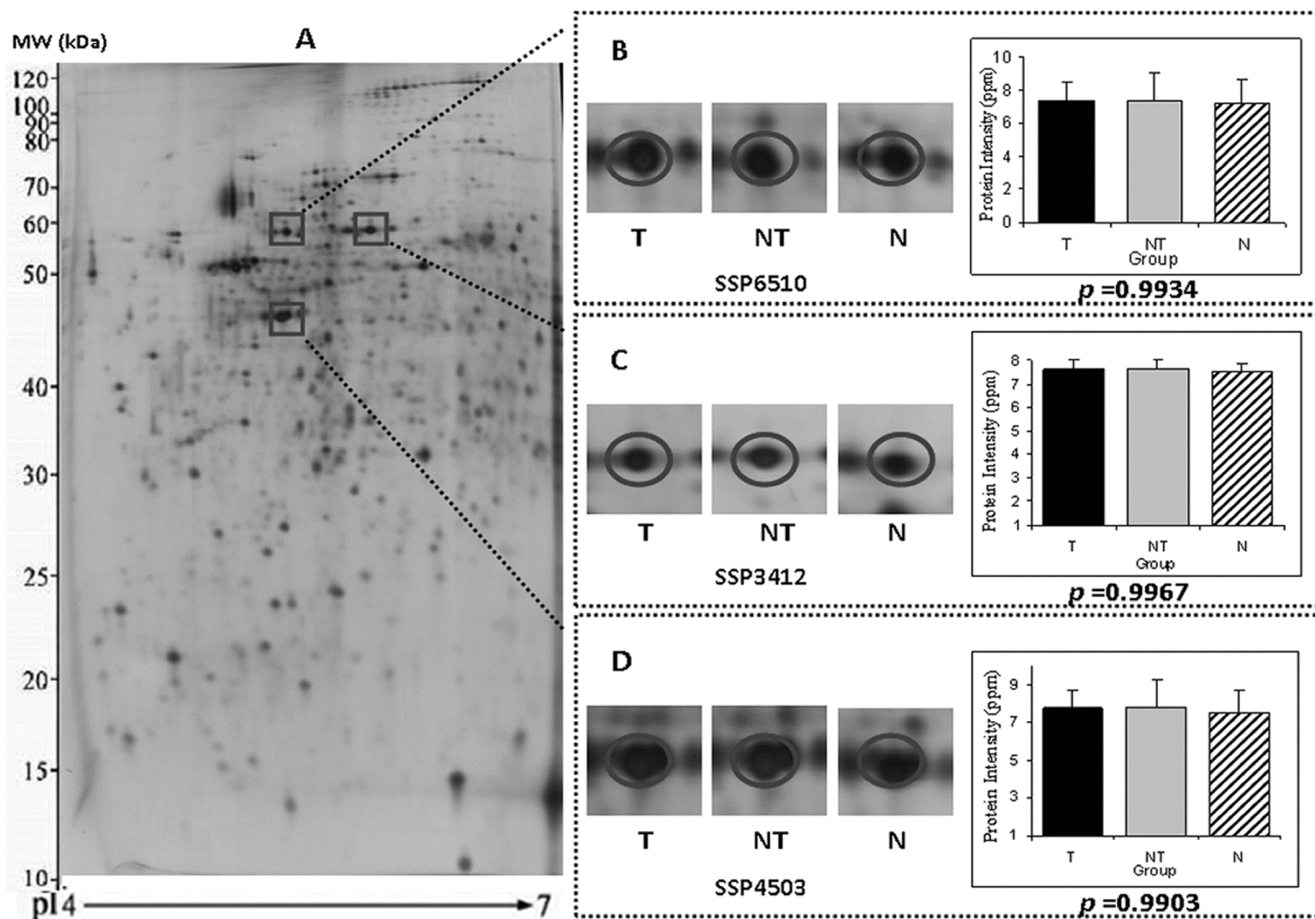 MW (kDa)
A
120
100
90
80
70
60
50
40
30
25
20
15
10
pI 4
7
B
T
NT
N
SSP6510
Protein Intensity (ppm)
10
8
6
4
2
0
T
NT
N
Group
p =0.9934
C
T
NT
N
SSP3412
Protein Intensity (ppm)
8
7
6
5
4
3
2
1
T
NT
N
Group
p =0.9967
D
T
NT
N
SSP4503
Protein Intensity (ppm)
9
7
5
3
1
T
NT
N
Group
p =0.9903